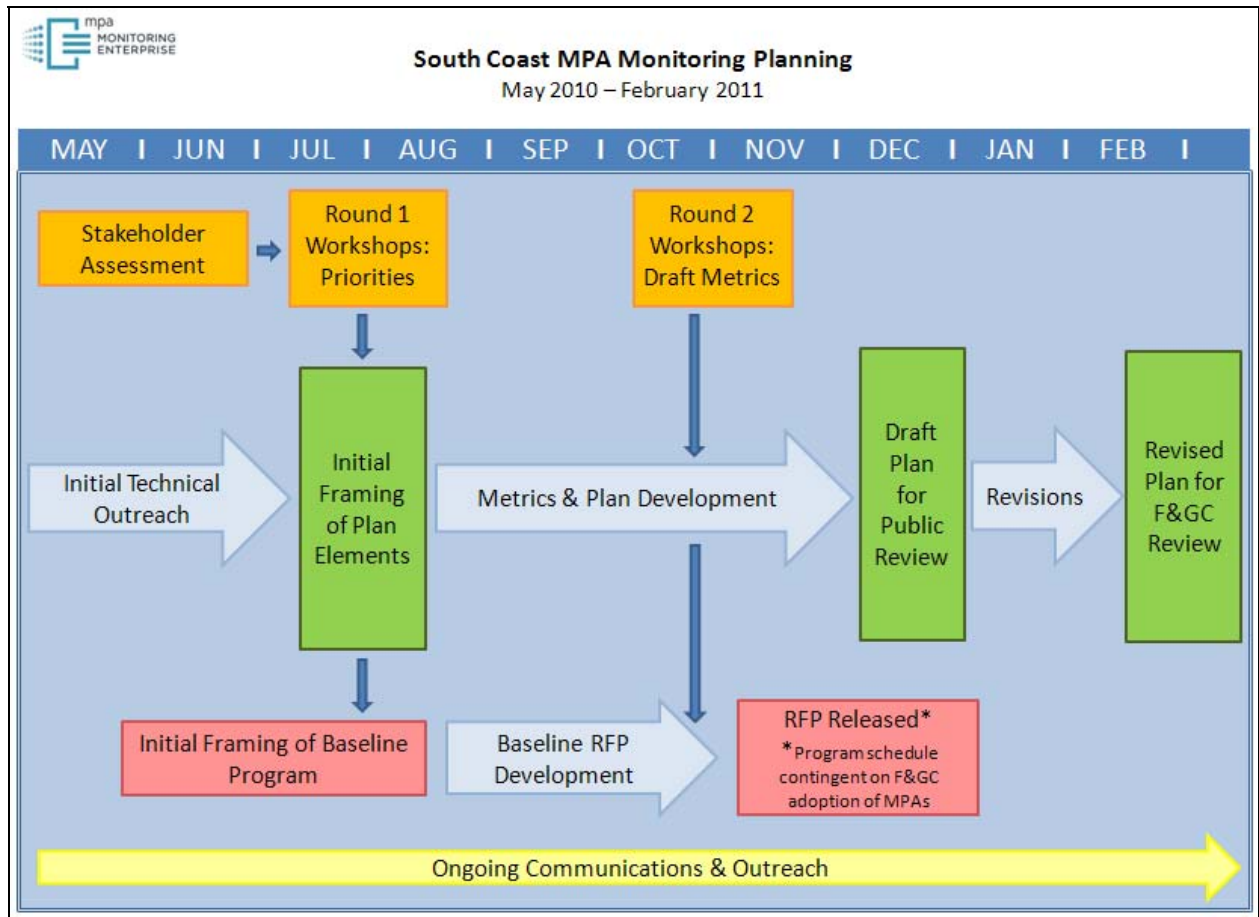 mpa
MONITORING
ENTERPRISE
South Coast MPA Monitoring Planning
May 2010 – February 2011
MAY I JUN I JUL I AUG I SEP I OCT I NOV I DEC I JAN I FEB I
Stakeholder
Assessment
Round 1
Workshops:
Priorities
Round 2
Workshops:
Draft Metrics
Initial Technical
Outreach
Initial
Framing
of Plan
Elements
Metrics & Plan Development
Draft
Plan
for
Public
Review
Revisions
Revised
Plan for
F&GC
Review
Initial Framing of Baseline
Program
Baseline RFP
Development
RFP Released*
*Program schedule
contingent on F&GC
adoption of MPAs
Ongoing Communications & Outreach